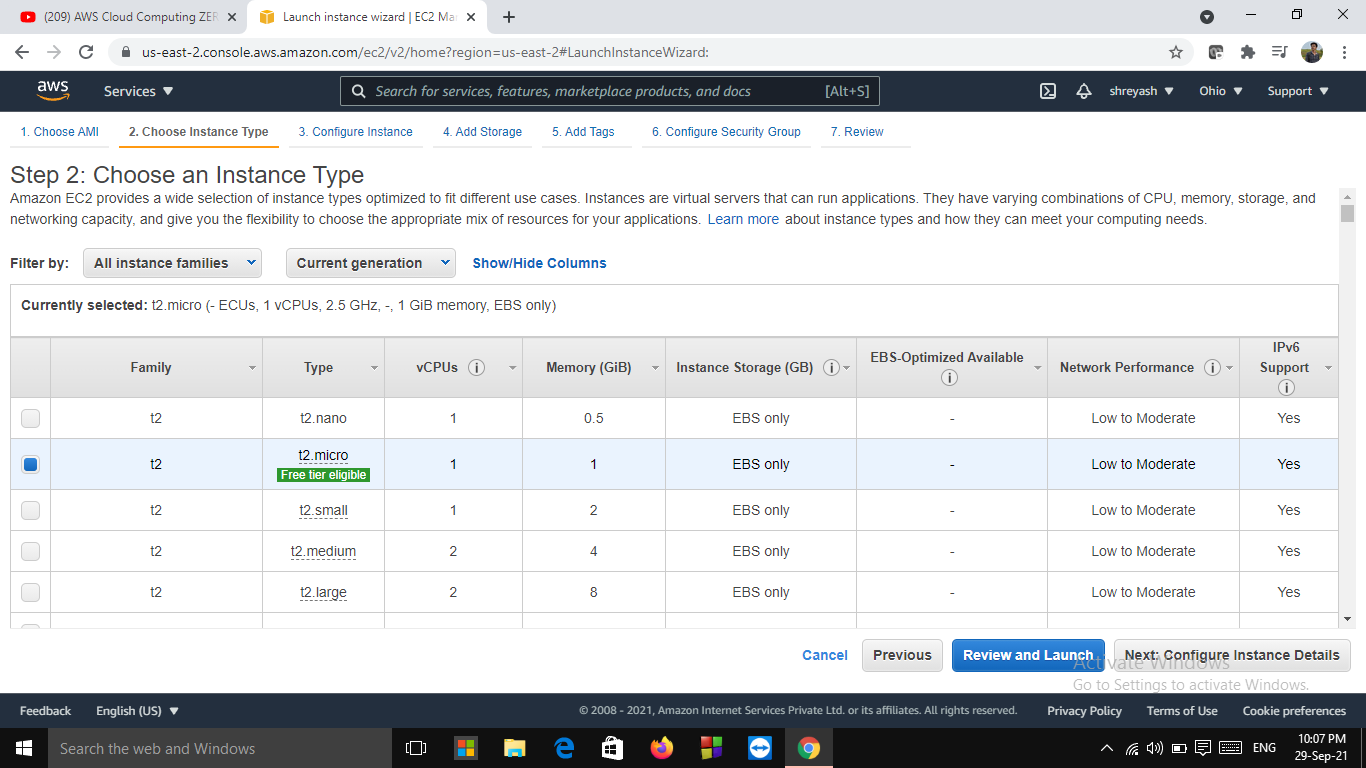 (209) AWS Cloud Computing ZER
Launch instance wizard | EC2 Man
us-east-2.console.aws.amazon.com/ec2/v2/home?region=us-east-2#LaunchInstanceWizard:
aws
Services
Search for services, features, marketplace products, and docs
[Alt+S]
shreyash
Ohio
Support
1. Choose AMI
2. Choose Instance Type
3. Configure Instance
4. Add Storage
5. Add Tags
6. Configure Security Group
7. Review
Step 2: Choose an Instance Type
Amazon EC2 provides a wide selection of instance types optimized to fit different use cases. Instances are virtual servers that can run applications. They have varying combinations of CPU, memory, storage, and
networking capacity, and give you the flexibility to choose the appropriate mix of resources for your applications. Learn more about instance types and how they can meet your computing needs.
Filter by:
All instance families
Current generation
Show/Hide Columns
Currently selected: t2.micro (- ECUs, 1 vCPUs, 2.5 GHz, -, 1 GiB memory, EBS only)
Family Type vCPUs Memory (GiB) Instance Storage (GB) EBS-Optimized Available Network Performance IPv6 Support
t2 t2.nano 1 0.5 EBS only - Low to Moderate Yes
t2 t2.micro 1 1 EBS only - Low to Moderate Yes
Free tier eligible
t2 t2.small 1 2 EBS only - Low to Moderate Yes
t2 t2.medium 2 4 EBS only - Low to Moderate Yes
t2 t2.large 2 8 EBS only - Low to Moderate Yes
Cancel
Previous
Review and Launch
Next: Configure Instance Details
Activate Windows
Go to Settings to activate Windows.
Feedback
English (US)
© 2008 - 2021, Amazon Internet Services Private Ltd. or its affiliates. All rights reserved.
Privacy Policy
Terms of Use
Cookie preferences
Search the web and Windows
ENG
10:07 PM
29-Sep-21